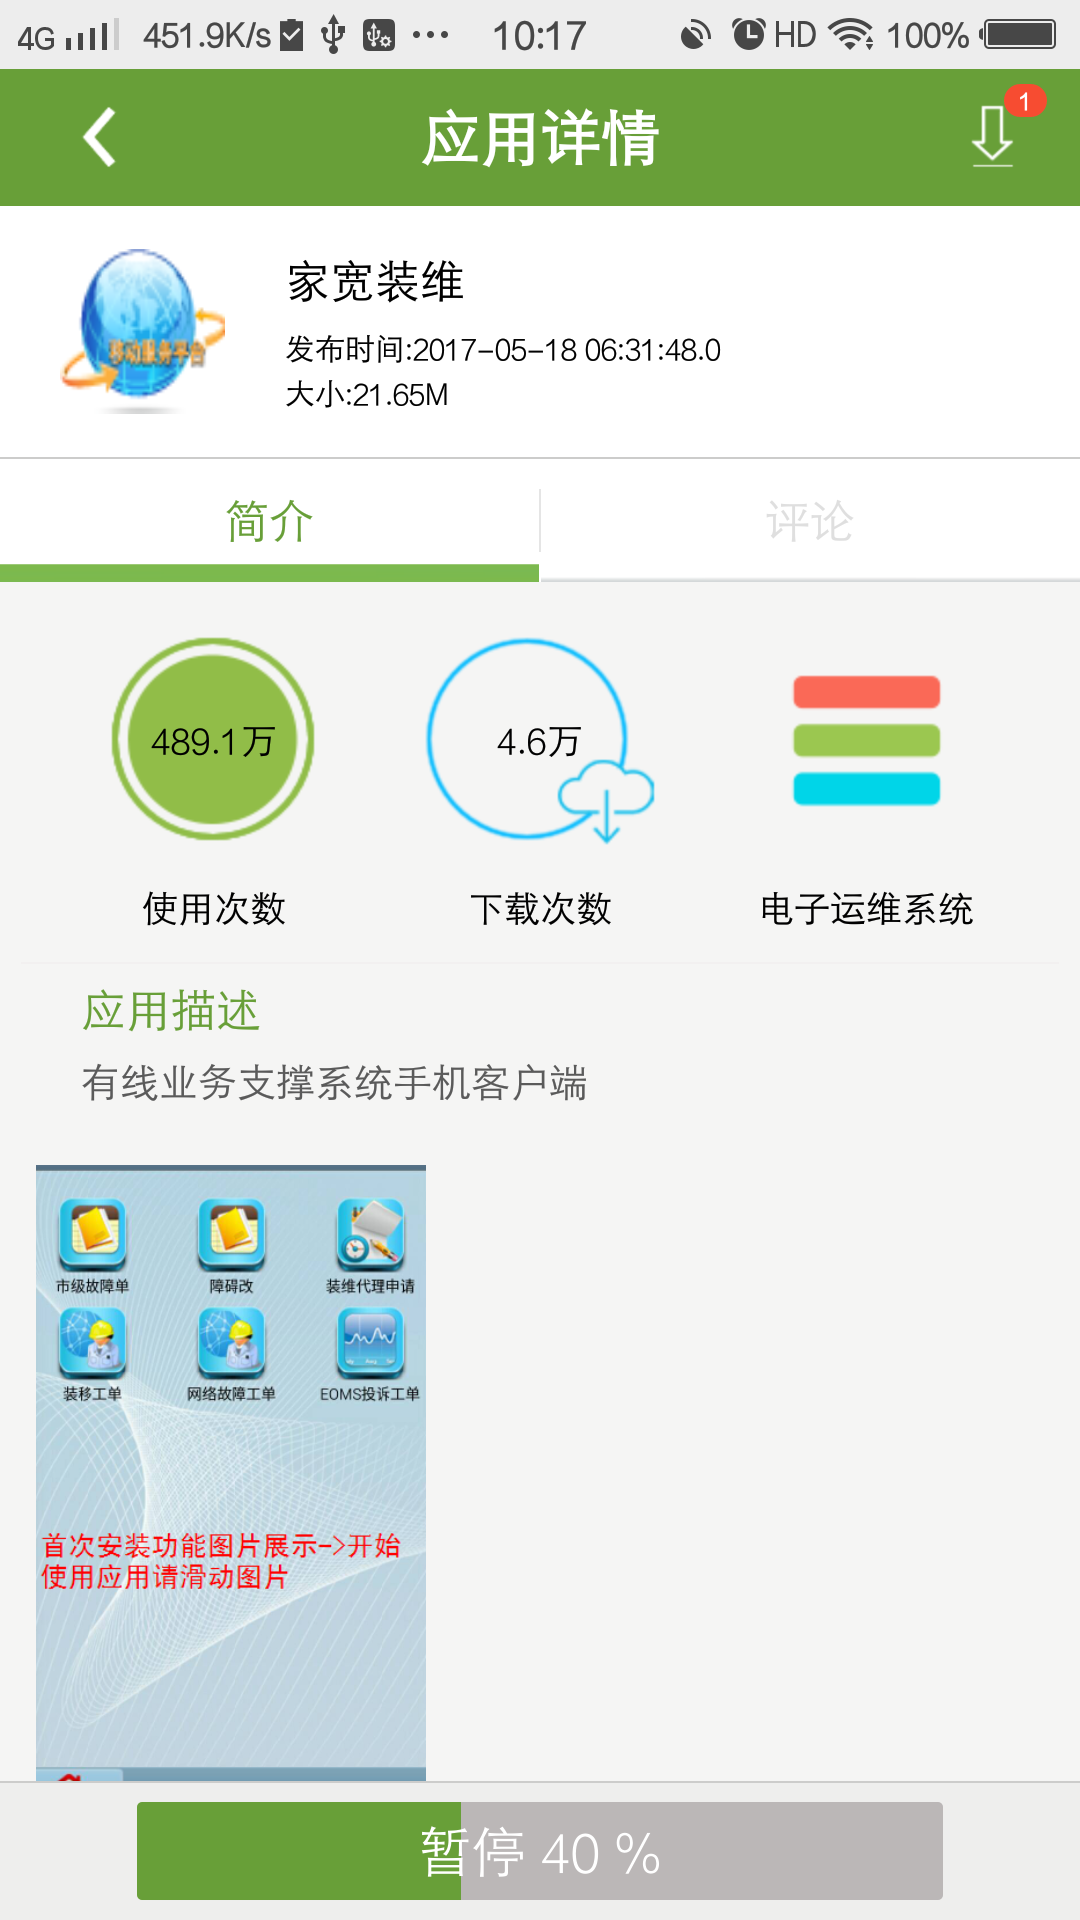 4G 451.9K/s 10:17 HD 100%
应用详情
1
移动服务平台
家宽装维
发布时间:2017-05-18 06:31:48.0
大小:21.65M
简介 评论
489.1万 4.6万
使用次数 下载次数 电子运维系统
应用描述
有线业务支撑系统手机客户端
市级故障单 障碍改 装维代理申请
装移工单 网络故障工单 EOMS投诉工单
首次安装功能图片展示->开始
使用应用请滑动图片
暂停 40 %